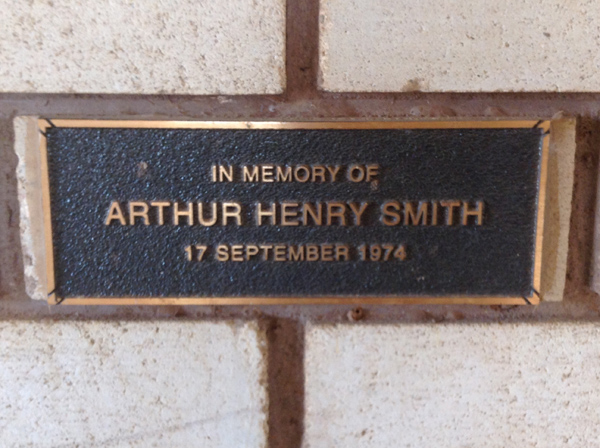 IN MEMORY OF
ARTHUR HENRY SMITH
17 SEPTEMBER 1974